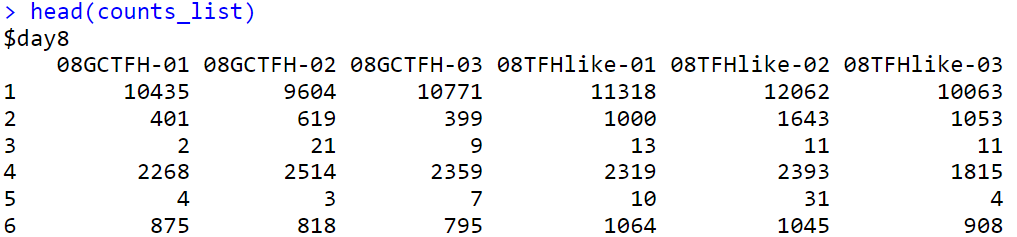 > head(counts_list)
$day8
08GCTFH-01 08GCTFH-02 08GCTFH-03 08TFHlike-01 08TFHlike-02 08TFHlike-03
1 10435 9604 10771 11318 12062 10063
2 401 619 399 1000 1643 1053
3 2 21 9 13 11 11
4 2268 2514 2359 2319 2393 1815
5 4 3 7 10 31 4
6 875 818 795 1064 1045 908